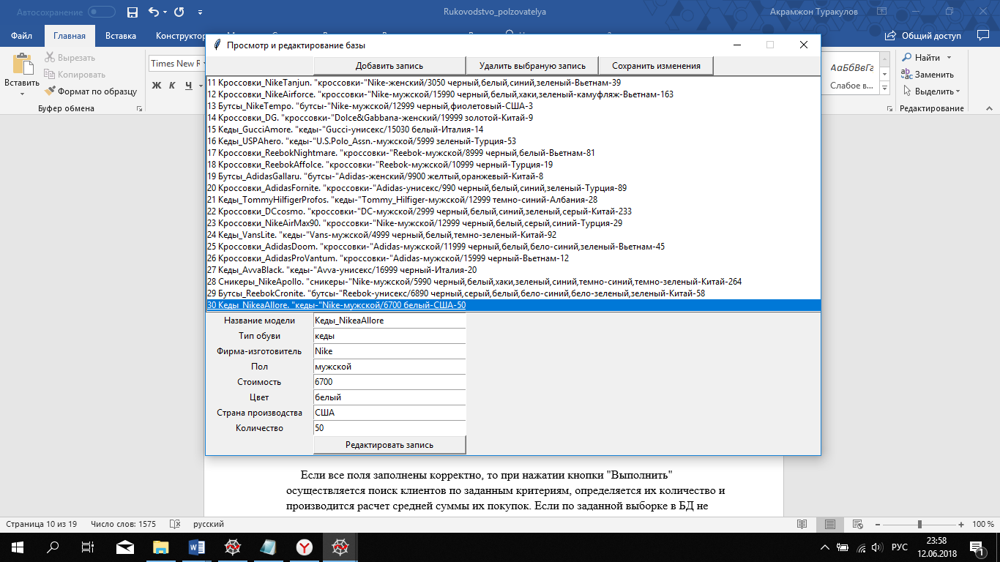 Автосохранение
Rukovodstvo_polzovatelya
Акрамжон Туракулов
Файл Главная Вставка Конструктор
Общий доступ
Вставить
Вырезать
Копировать
Формат по образцу
Буфер обмена
Times New R
Ж К Ч
АаБбВвГг
Слабое в...
Найти
Заменить
Выделить
Редактирование
Просмотр и редактирование базы
Добавить запись Удалить выбраную запись Сохранить изменения
11 Кроссовки_NikeTanjun. "кроссовки-"Nike-женский/3050 черный,белый,синий,зеленый-Вьетнам-39
12 Кроссовки_NikeAirforce. "кроссовки-"Nike-мужской/15990 черный,белый,хаки,зеленый-камуфляж-Вьетнам-163
13 Бутсы_NikeTempo. "бутсы-"Nike-мужской/12999 черный,фиолетовый-США-3
14 Кроссовки_DG. "кроссовки-"Dolce&Gabbana-женский/19999 золотой-Китай-9
15 Кеды_GucciAmore. "кеды-"Gucci-унисекс/15030 белый-Италия-14
16 Кеды_USPAhero. "кеды-"U.S.Polo_Assn.-мужской/5999 зеленый-Турция-53
17 Кроссовки_ReebokNightmare. "кроссовки-"Reebok-мужской/8999 черный,белый-Вьетнам-81
18 Кроссовки_ReebokAffolce. "кроссовки-"Reebok-мужской/10999 черный-Турция-19
19 Бутсы_AdidasGallaru. "бутсы-"Adidas-женский/9900 желтый,оранжевый-Китай-8
20 Кроссовки_AdidasFornite. "кроссовки-"Adidas-унисекс/990 черный,белый,синий,зеленый-Турция-89
21 Кеды_TommyHilfigerProfos. "кеды-"Tommy_Hilfiger-мужской/12999 темно-синий-Албания-28
22 Кроссовки_DCcosmo. "кроссовки-"DC-мужской/2999 черный,белый,синий,зеленый,серый-Китай-233
23 Кроссовки_NikeAirMax90. "кроссовки-"Nike-мужской/12999 черный,белый,серый,синий-Турция-29
24 Кеды_VansLite. "кеды-"Vans-мужской/4999 черный,белый,темно-зеленый-Китай-92
25 Кроссовки_AdidasDoom. "кроссовки-"Adidas-мужской/11999 черный,белый,бело-синий,зеленый-Вьетнам-45
26 Кроссовки_AdidasProVantum. "кроссовки-"Adidas-мужской/15999 черный-Вьетнам-12
27 Кеды_AvvaBlack. "кеды-"Avva-унисекс/16999 черный-Италия-20
28 Сникеры_NikeApollo. "сникеры-"Nike-мужской/5990 черный,белый,хаки,зеленый,синий,темно-синий,темно-зеленый-Китай-264
29 Бутсы_ReebokCronite. "бутсы-"Reebok-унисекс/6890 черный,серый,белый,бело-синий,бело-зеленый,зеленый-Китай-58
30 Кеды_NikeaAllore. "кеды-"Nike-мужской/6700 белый-США-50
Название модели Кеды_NikeaAllore
Тип обуви кеды
Фирма-изготовитель Nike
Пол мужской
Стоимость 6700
Цвет белый
Страна производства США
Количество 50
Редактировать запись
Если все поля заполнены корректно, то при нажатии кнопки "Выполнить"
осуществляется поиск клиентов по заданным критериям, определяется их количество и
производится расчет средней суммы их покупок. Если по заданной выборке в БД не
Страница 10 из 19 Число слов: 1575 русский
100 %
РУС
23:58
12.06.2018
1